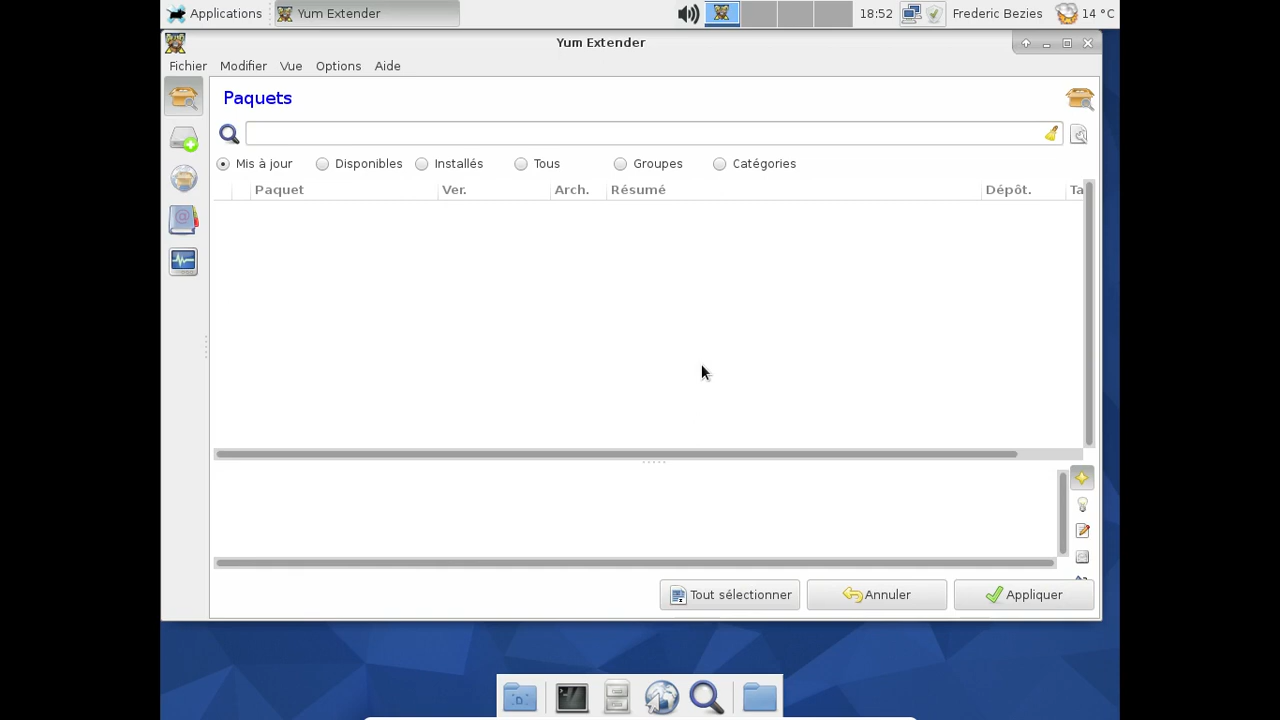 Applications Yum Extender 18:52 Frederic Bezies 14 °C
Yum Extender
Fichier Modifier Vue Options Aide
Paquets
Mis à jour Disponibles Installés Tous Groupes Catégories
Paquet Ver. Arch. Résumé Dépôt. Ta
Tout sélectionner Annuler Appliquer